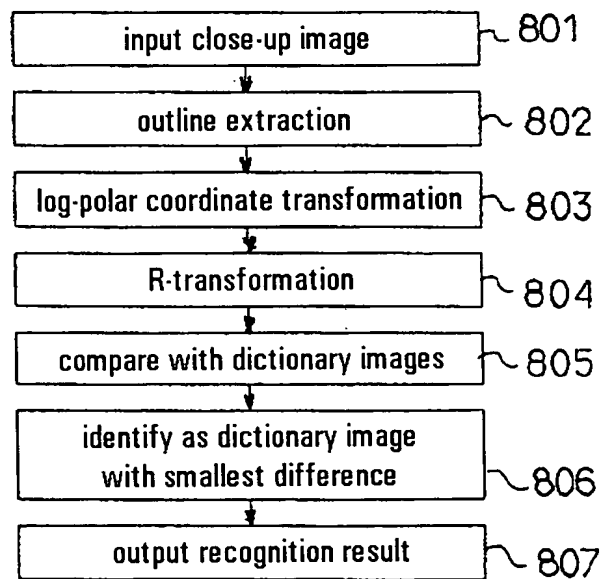 input close-up image 801
outline extraction 802
log-polar coordinate transformation 803
R-transformation 804
compare with dictionary images 805
identify as dictionary image
with smallest difference 806
output recognition result 807